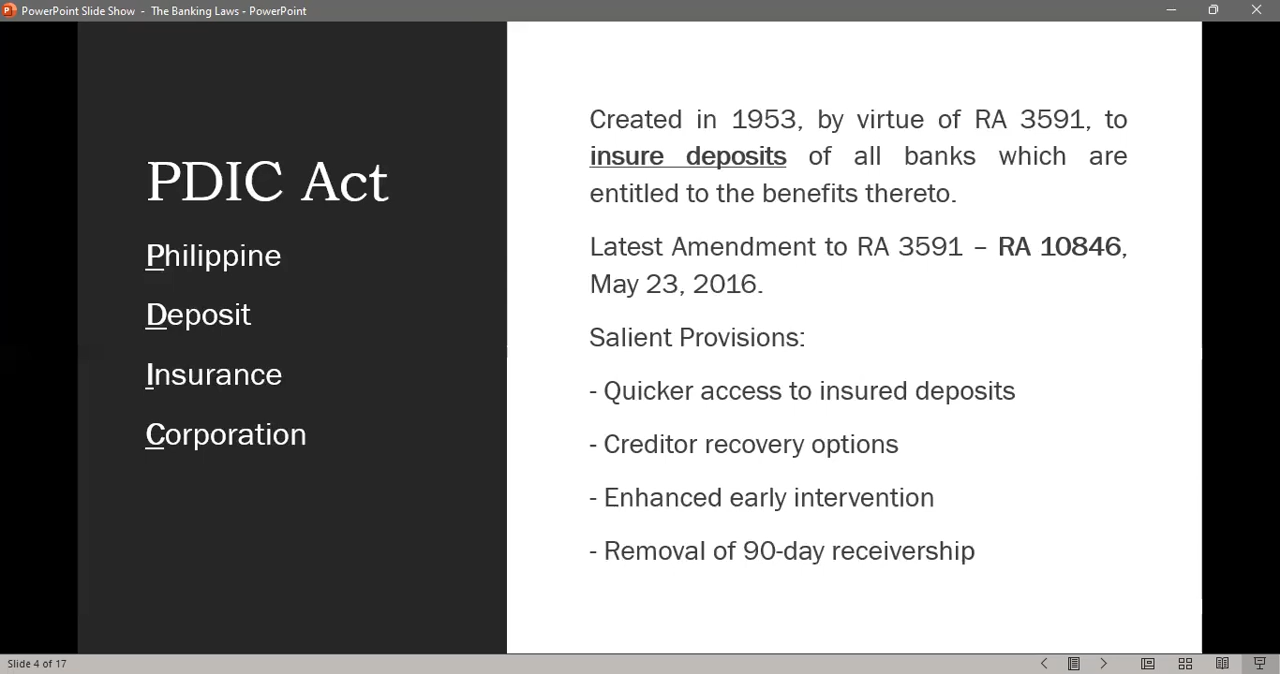 PowerPoint Slide Show - The Banking Laws - PowerPoint
PDIC Act
Philippine
Deposit
Insurance
Corporation
Created in 1953, by virtue of RA 3591, to
insure deposits of all banks which are
entitled to the benefits thereto.
Latest Amendment to RA 3591 – RA 10846,
May 23, 2016.
Salient Provisions:
- Quicker access to insured deposits
- Creditor recovery options
- Enhanced early intervention
- Removal of 90-day receivership
Slide 4 of 17